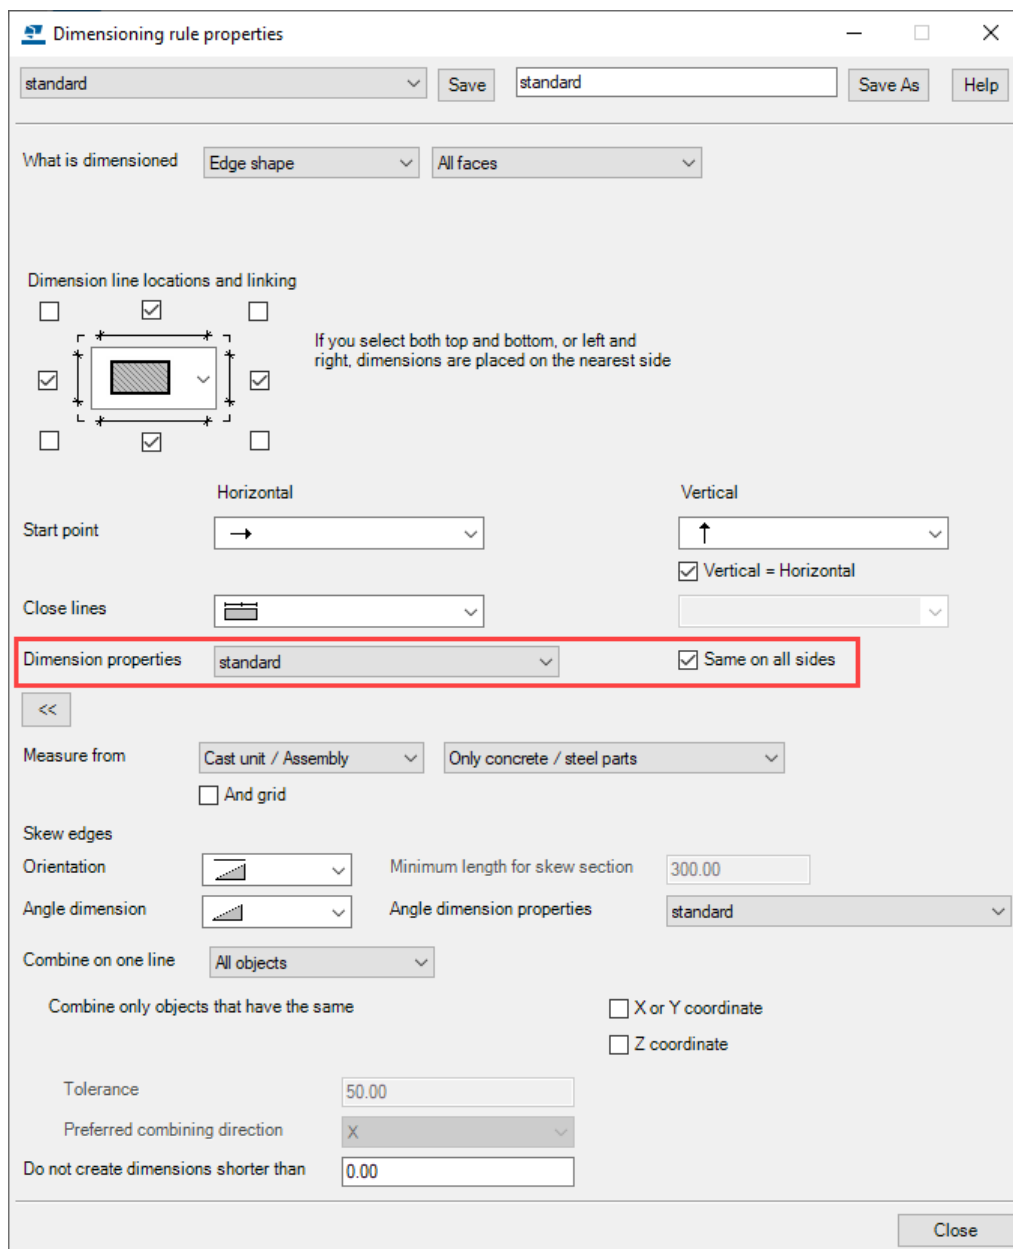 Dimensioning rule properties
standard Save standard Save As Help
What is dimensioned Edge shape All faces
Dimension line locations and linking
If you select both top and bottom, or left and
right, dimensions are placed on the nearest side
Horizontal Vertical
Start point
Vertical = Horizontal
Close lines
Dimension properties standard Same on all sides
<<
Measure from Cast unit / Assembly Only concrete / steel parts
And grid
Skew edges
Orientation Minimum length for skew section 300.00
Angle dimension Angle dimension properties standard
Combine on one line All objects
Combine only objects that have the same X or Y coordinate
Z coordinate
Tolerance 50.00
Preferred combining direction X
Do not create dimensions shorter than 0.00
Close